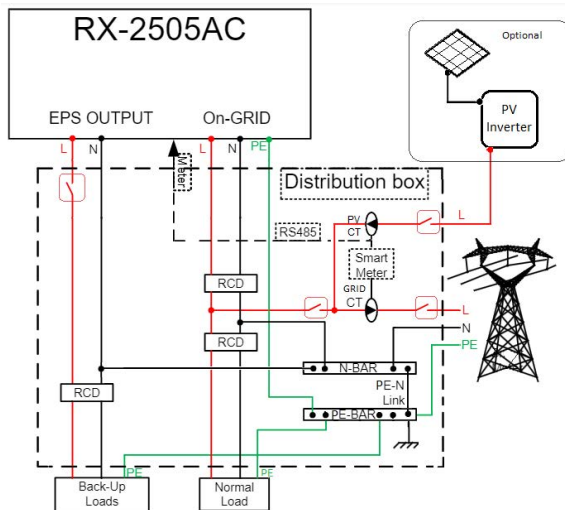 RX-2505AC
Optional
PV
Inverter
EPS OUTPUT
On-GRID
L
N
L
N
PE
Meter
Distribution box
L
PV
CT
RS485
Smart
Meter
GRID
CT
RCD
L
N
RCD
PE
N-BAR
PE-N
Link
RCD
PE-BAR
PE
PE
Back-Up
Loads
Normal
Load